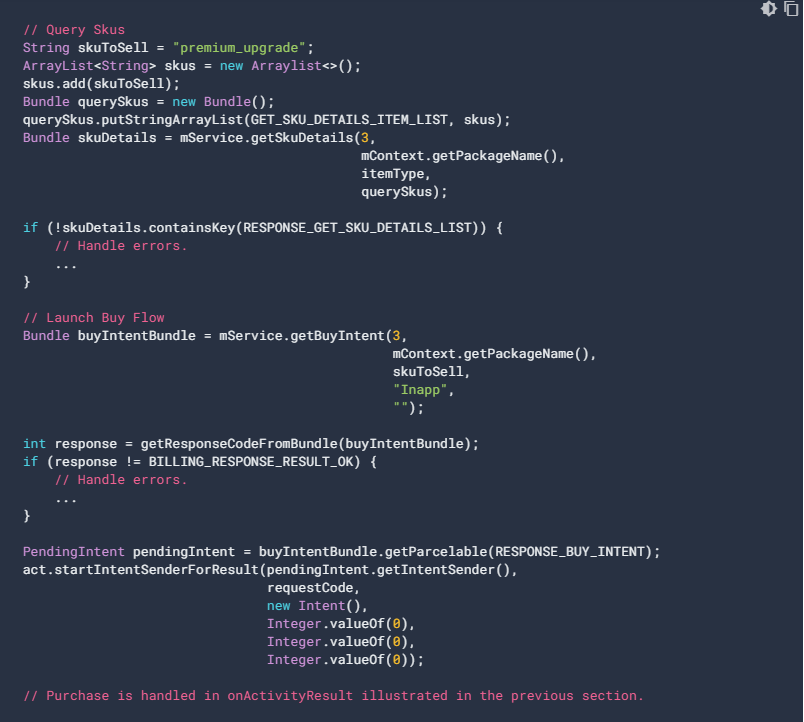 // Query Skus
String skuToSell = "premium_upgrade";
ArrayList<String> skus = new Arraylist<>();
skus.add(skuToSell);
Bundle querySkus = new Bundle();
querySkus.putStringArrayList(GET_SKU_DETAILS_ITEM_LIST, skus);
Bundle skuDetails = mService.getSkuDetails(3,
                                           mContext.getPackageName(),
                                           itemType,
                                           querySkus);

if (!skuDetails.containsKey(RESPONSE_GET_SKU_DETAILS_LIST)) {
    // Handle errors.
    ...
}

// Launch Buy Flow
Bundle buyIntentBundle = mService.getBuyIntent(3,
                                               mContext.getPackageName(),
                                               skuToSell,
                                               "Inapp",
                                               "");

int response = getResponseCodeFromBundle(buyIntentBundle);
if (response != BILLING_RESPONSE_RESULT_OK) {
    // Handle errors.
    ...
}

PendingIntent pendingIntent = buyIntentBundle.getParcelable(RESPONSE_BUY_INTENT);
act.startIntentSenderForResult(pendingIntent.getIntentSender(),
                               requestCode,
                               new Intent(),
                               Integer.valueOf(0),
                               Integer.valueOf(0),
                               Integer.valueOf(0));

// Purchase is handled in onActivityResult illustrated in the previous section.